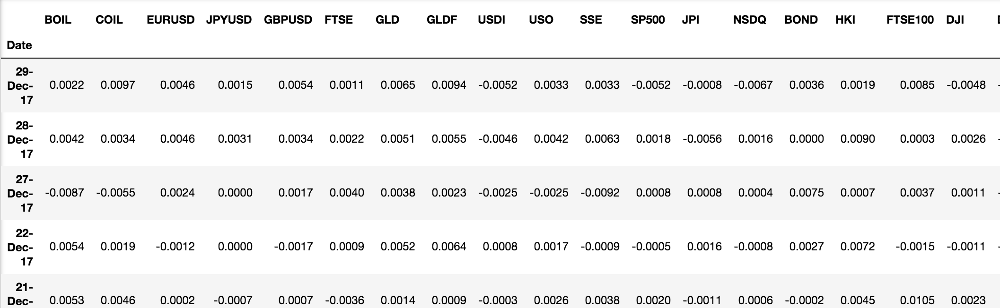 BOIL COIL EURUSD JPYUSD GBPUSD FTSE GLD GLDF USDI USO SSE SP500 JPI NSDQ BOND HKI FTSE100 DJI
Date
29-
Dec- 0.0022 0.0097 0.0046 0.0015 0.0054 0.0011 0.0065 0.0094 -0.0052 0.0033 0.0033 -0.0052 -0.0008 -0.0067 0.0036 0.0019 0.0085 -0.0048
17
28-
Dec- 0.0042 0.0034 0.0046 0.0031 0.0034 0.0022 0.0051 0.0055 -0.0046 0.0042 0.0063 0.0018 -0.0056 0.0016 0.0000 0.0090 0.0003 0.0026
17
27-
Dec- -0.0087 -0.0055 0.0024 0.0000 0.0017 0.0040 0.0038 0.0023 -0.0025 -0.0025 -0.0092 0.0008 0.0008 0.0004 0.0075 0.0007 0.0037 0.0011
17
22-
Dec- 0.0054 0.0019 -0.0012 0.0000 -0.0017 0.0009 0.0052 0.0064 0.0008 0.0017 -0.0009 -0.0005 0.0016 -0.0008 0.0027 0.0072 -0.0015 -0.0011
17
21-
Dec- 0.0053 0.0046 0.0002 -0.0007 0.0007 -0.0036 0.0014 0.0009 -0.0003 0.0026 0.0038 0.0020 -0.0011 0.0006 -0.0002 0.0045 0.0105 0.0023